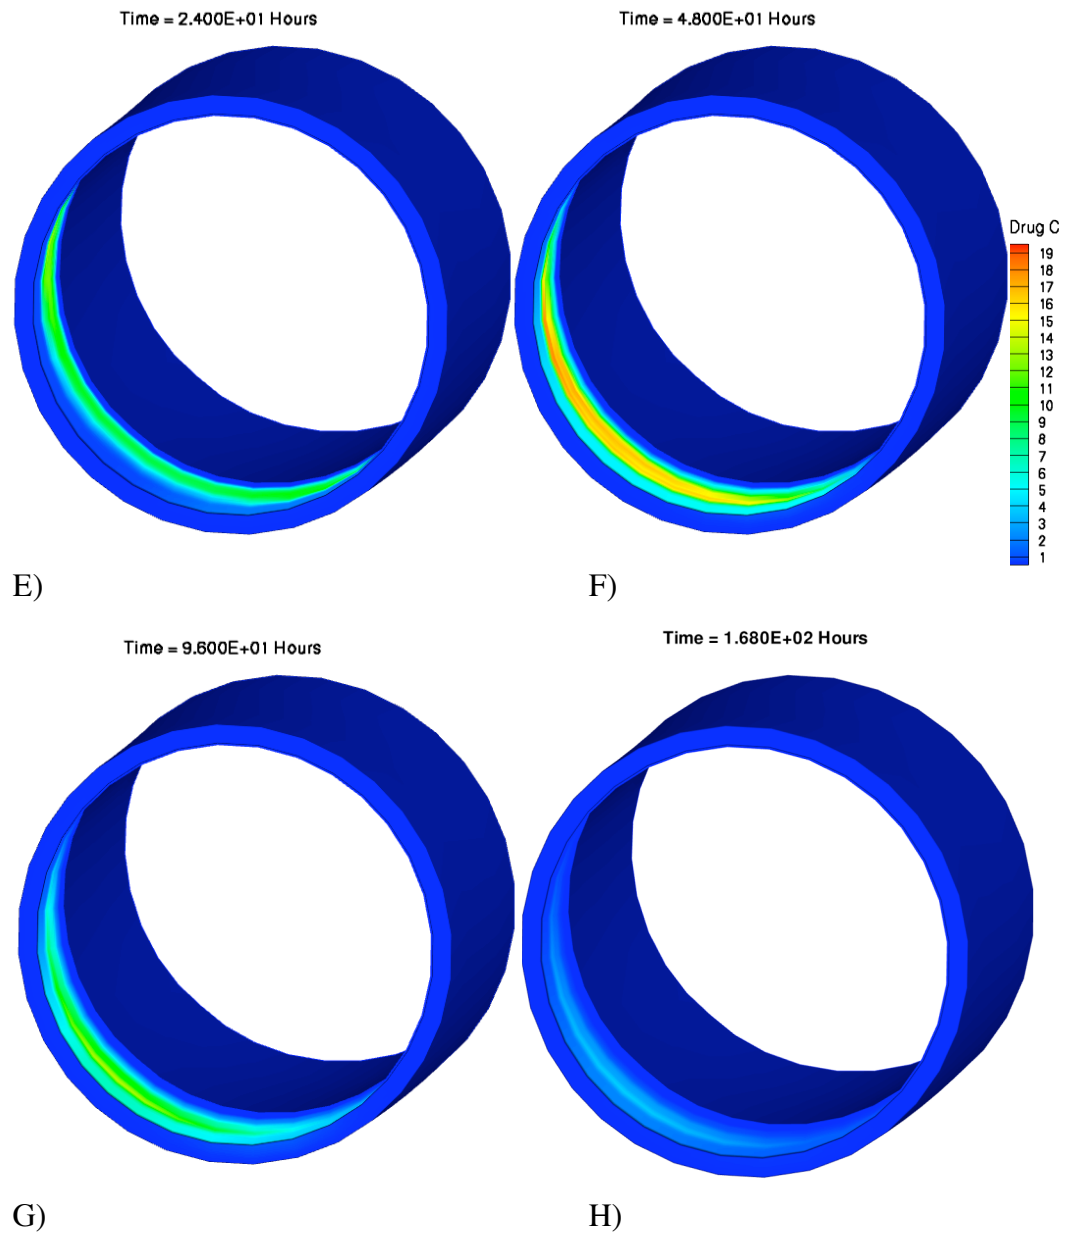 Time = 2.400E+01 Hours
Time = 4.800E+01 Hours
Drug C
19
18
17
16
15
14
13
12
11
10
9
8
7
6
5
4
3
2
1
E)
F)
Time = 9.600E+01 Hours
Time = 1.680E+02 Hours
G)
H)